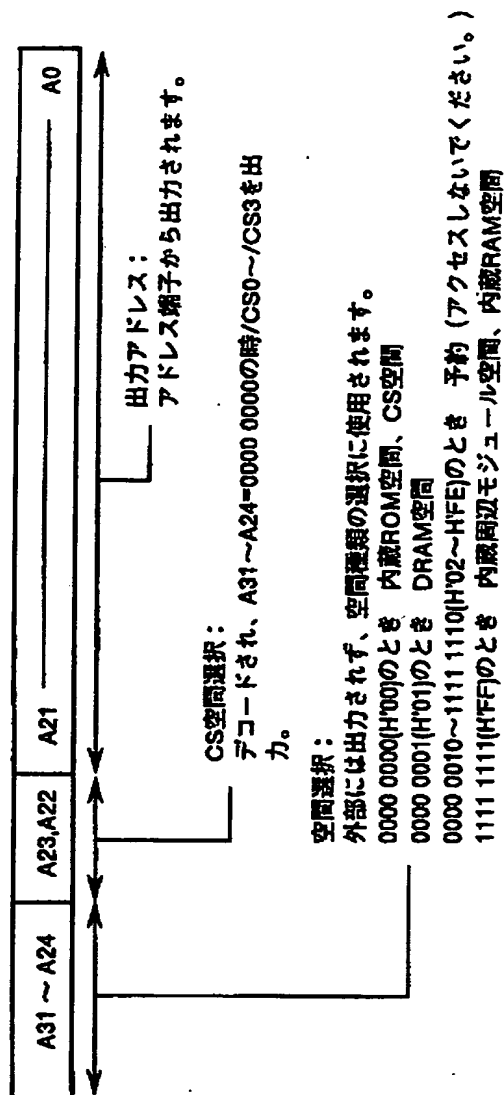 A31 ～ A24
A23,A22
A21
A0
出力アドレス：
アドレス端子から出力されます。
CS空間選択：
デコードされ、A31～A24=0000 0000の時/CS0～/CS3を出
力。
空間選択：
外部には出力されず、空間種類の選択に使用されます。
0000 0000(H'00)のとき 内蔵ROM空間、CS空間
0000 0001(H'01)のとき DRAM空間
0000 0010～1111 1110(H'02～H'FE)のとき 予約（アクセスしないでください。）
1111 1111(H'FF)のとき 内蔵周辺モジュール空間、内蔵RAM空間